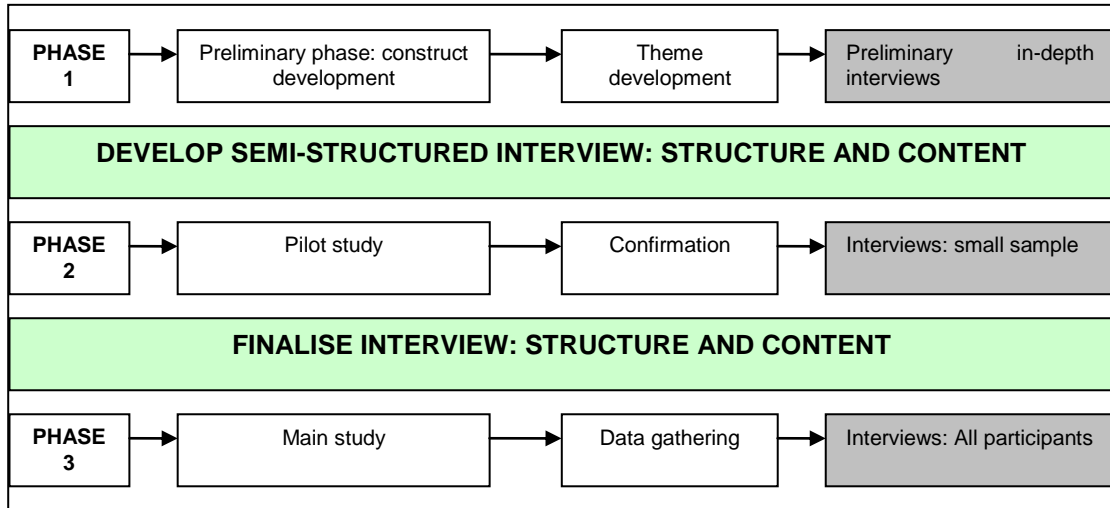 PHASE
1
Preliminary phase: construct
development
Theme
development
Preliminary in-depth
interviews
DEVELOP SEMI-STRUCTURED INTERVIEW: STRUCTURE AND CONTENT
PHASE
2
Pilot study
Confirmation
Interviews: small sample
FINALISE INTERVIEW: STRUCTURE AND CONTENT
PHASE
3
Main study
Data gathering
Interviews: All participants